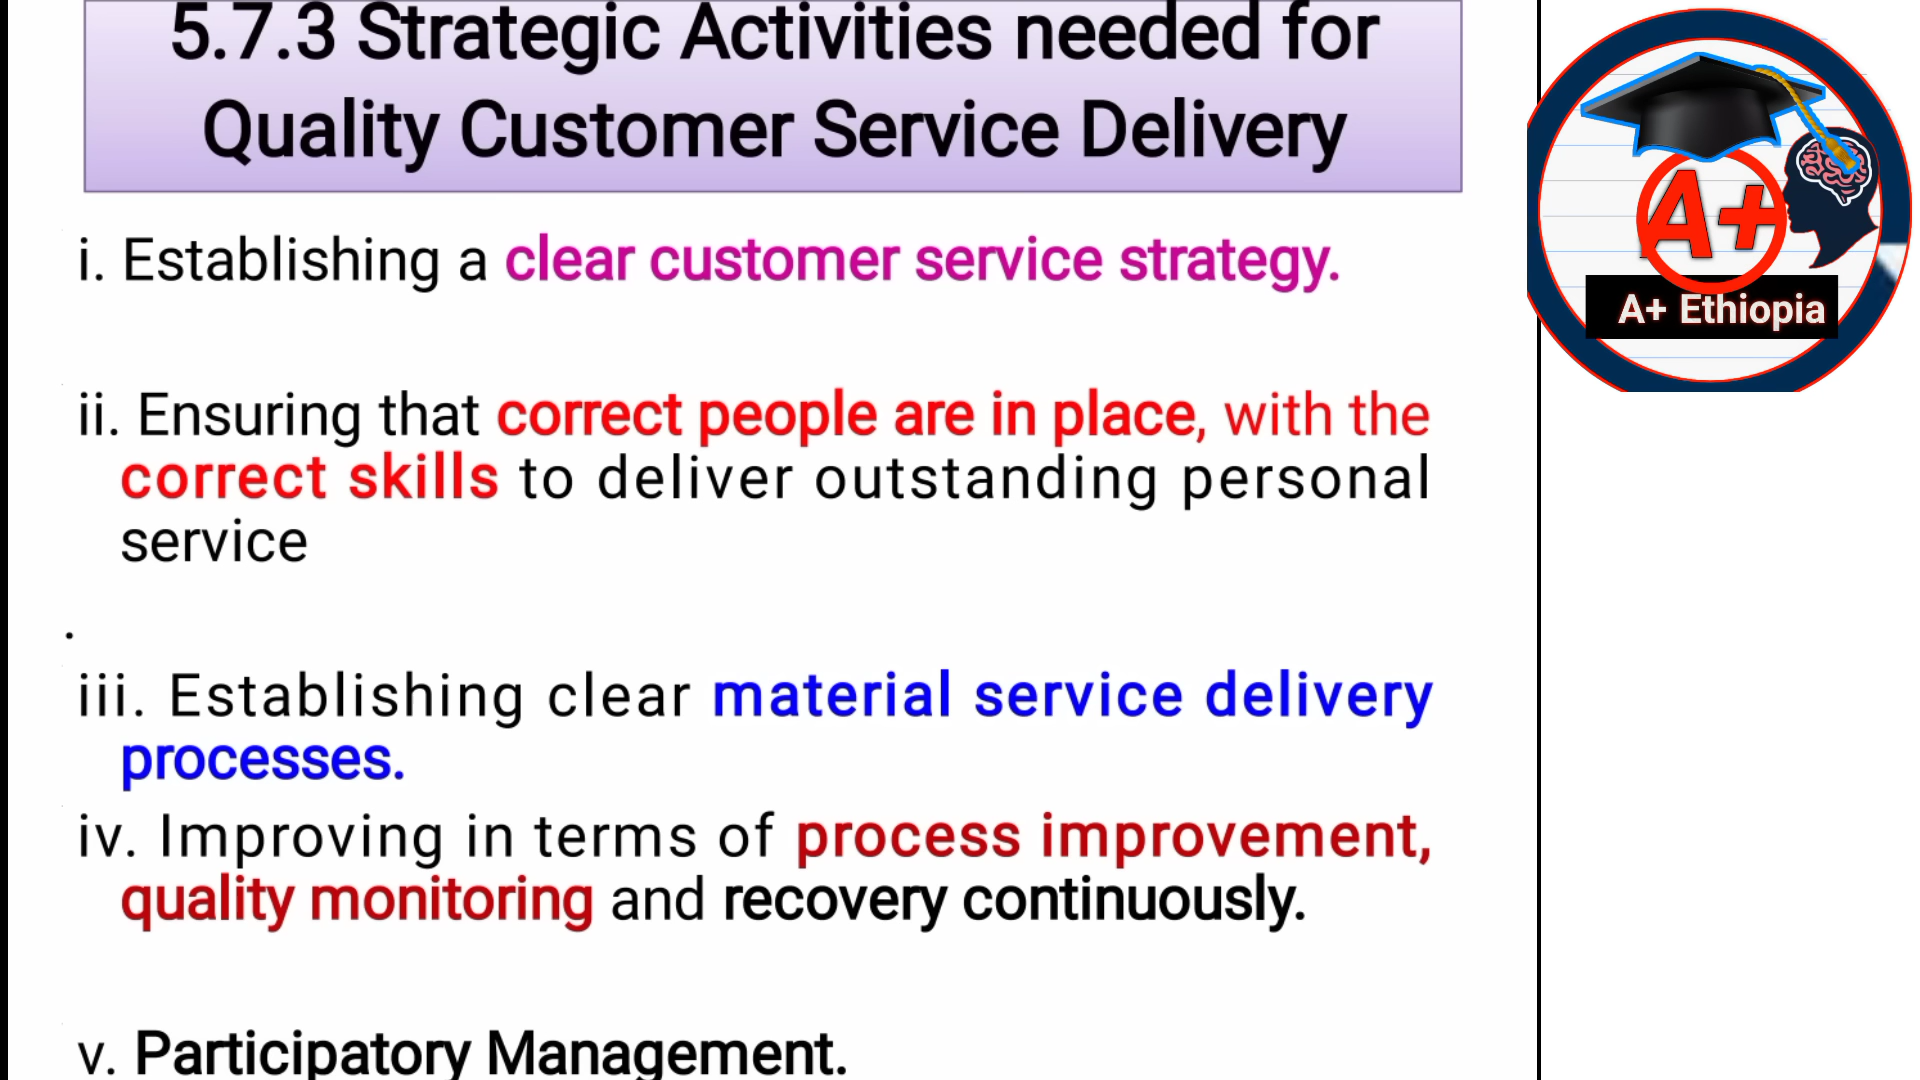 5.7.3 Strategic Activities needed for
Quality Customer Service Delivery
i. Establishing a clear customer service strategy.
ii. Ensuring that correct people are in place, with the
correct skills to deliver outstanding personal
service
.
iii. Establishing clear material service delivery
processes.
iv. Improving in terms of process improvement,
quality monitoring and recovery continuously.
v. Participatory Management.
A+
A+ Ethiopia